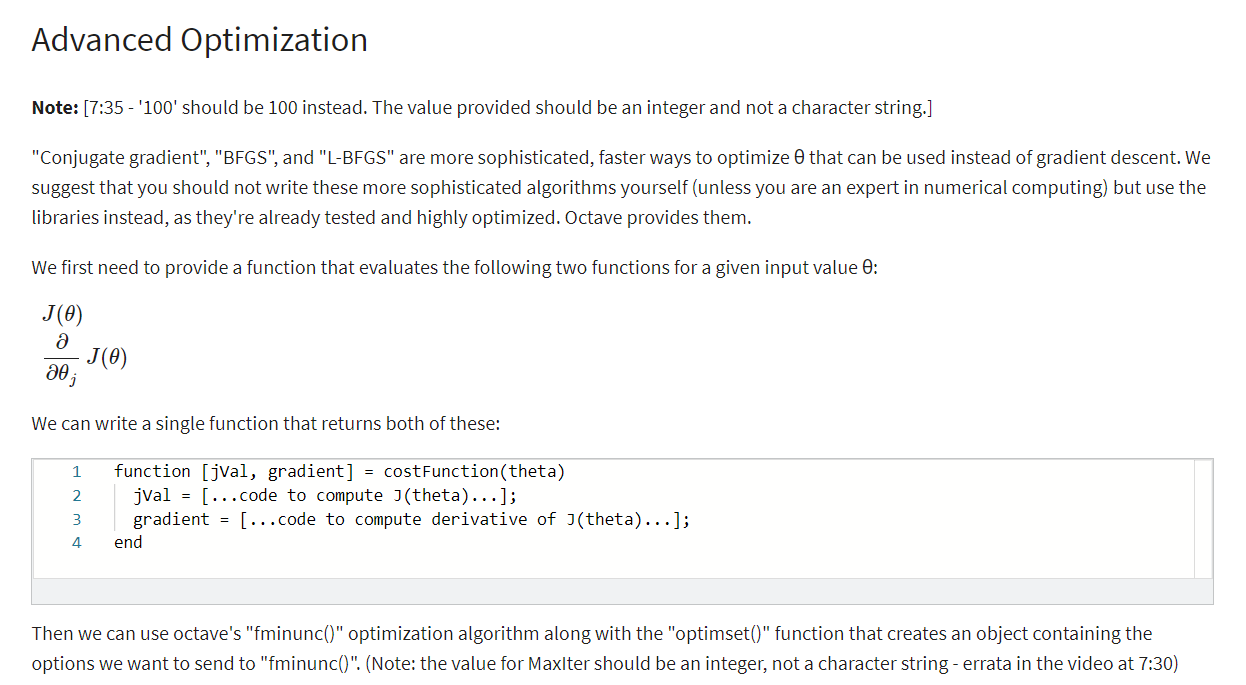 Advanced Optimization
Note: [7:35 - '100' should be 100 instead. The value provided should be an integer and not a character string.]
"Conjugate gradient", "BFGS", and "L-BFGS" are more sophisticated, faster ways to optimize θ that can be used instead of gradient descent. We
suggest that you should not write these more sophisticated algorithms yourself (unless you are an expert in numerical computing) but use the
libraries instead, as they're already tested and highly optimized. Octave provides them.
We first need to provide a function that evaluates the following two functions for a given input value θ:
J(θ)
∂
∂θj J(θ)
We can write a single function that returns both of these:
1 function [jVal, gradient] = costFunction(theta)
2 jVal = [...code to compute J(theta)...];
3 gradient = [...code to compute derivative of J(theta)...];
4 end
Then we can use octave's "fminunc()" optimization algorithm along with the "optimset()" function that creates an object containing the
options we want to send to "fminunc()". (Note: the value for MaxIter should be an integer, not a character string - errata in the video at 7:30)